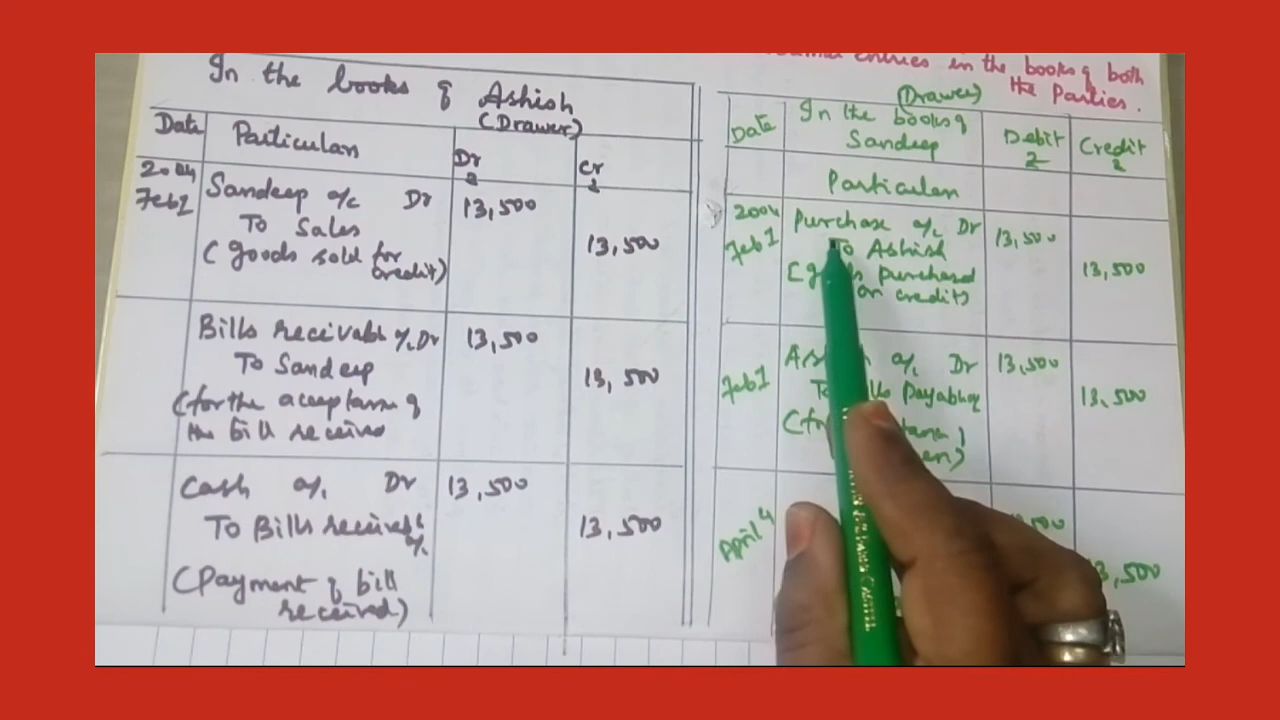 entries in the books of both
the Parties.
In the books of Ashish
(Drawer)
Date
Particulars
Dr
₹
Cr
₹
2004
Feb 1
Sandeep a/c Dr
13,500
To Sales
13,500
(goods sold for
credit)
Bills receivable a/c Dr
13,500
To Sandeep
13,500
(for the acceptance of
the bill received
Cash a/c Dr
13,500
To Bills receivable
a/c
13,500
(Payment of bill
received)
(Drawer)
Date
In the books of
Sandeep
Debit
₹
Credit
₹
Particulars
2004
Feb 1
Purchase a/c Dr
13,500
To Ashish
13,500
purchased
on credit)
Feb 1
a/c Dr
13,500
Payable
13,500
April 4
13,500